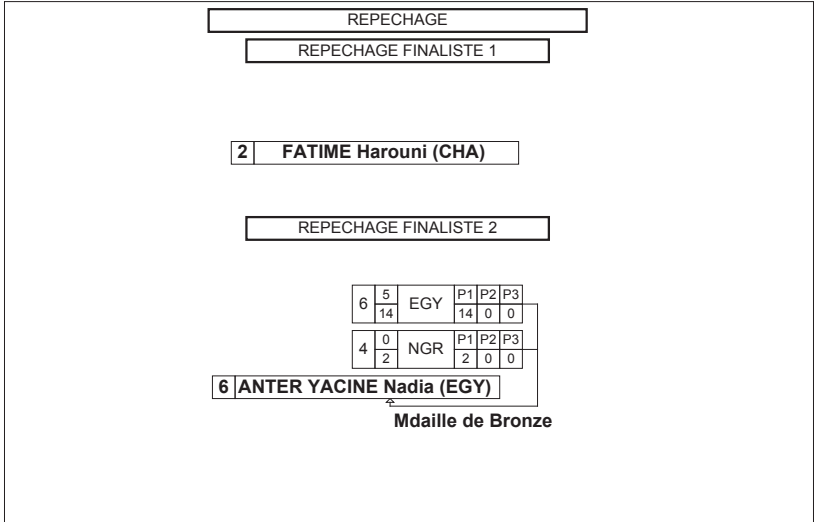 REPECHAGE
REPECHAGE FINALISTE 1
2 FATIME Harouni (CHA)
REPECHAGE FINALISTE 2
6 5 EGY P1 P2 P3
14 14 0 0
4 0 NGR P1 P2 P3
2 2 0 0
6 ANTER YACINE Nadia (EGY)
Mdaille de Bronze